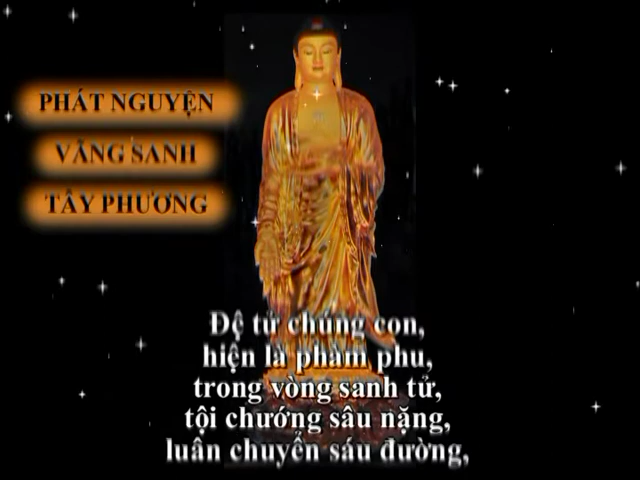 PHÁT NGUYỆN
VÃNG SANH
TÂY PHƯƠNG
Đệ tử chúng con,
hiện là phàm phu,
trong vòng sanh tử,
tội chướng sâu nặng,
luân chuyển sáu đường,